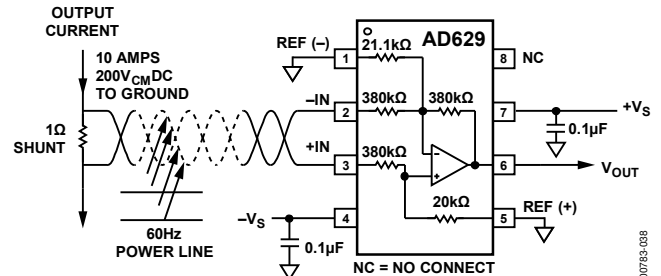 OUTPUT
CURRENT
10 AMPS
200VCMDC
TO GROUND
1Ω
SHUNT
60Hz
POWER LINE
REF (–)
1
21.1kΩ
AD629
8
NC
–IN
2
380kΩ
380kΩ
7
+VS
0.1µF
+IN
3
380kΩ
–
+
6
VOUT
–VS
4
20kΩ
5
REF (+)
0.1µF
NC = NO CONNECT
00783-038